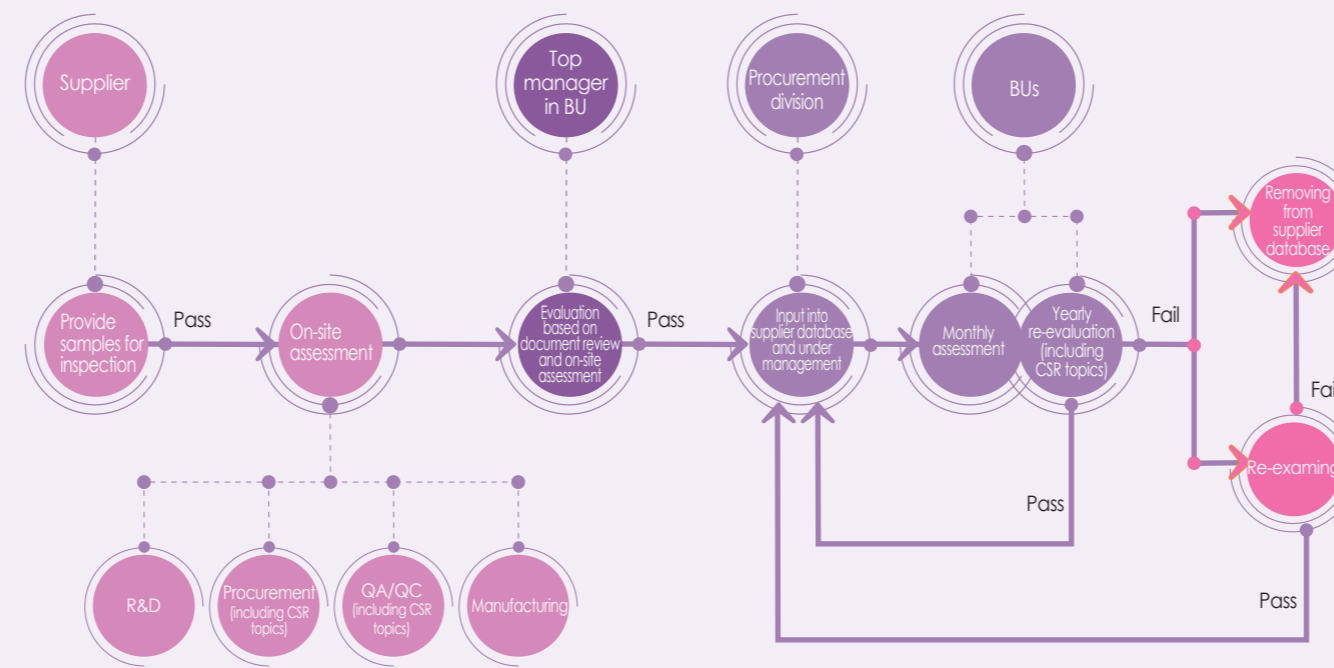 Supplier
Top
manager
in BU
Procurement
division
BUs
Removing
from
supplier
database
Provide
samples for
inspection
Pass
On-site
assessment
Evaluation
based on
document review
and on-site
assessment
Pass
Input into
supplier database
and under
management
Monthly
assessment
Yearly
re-evaluation
(including
CSR topics)
Fail
Fail
Re-examing
Pass
R&D
Procurement
(including CSR
topics)
QA/QC
(including CSR
topics)
Manufacturing
Pass